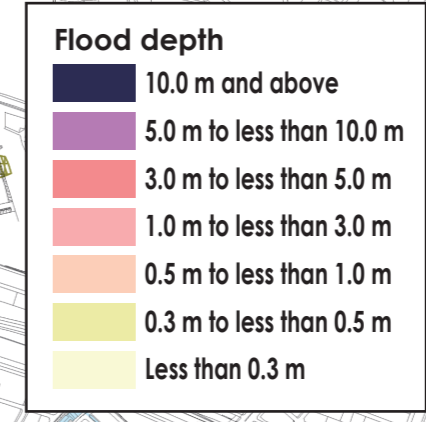 Flood depth
10.0 m and above
5.0 m to less than 10.0 m
3.0 m to less than 5.0 m
1.0 m to less than 3.0 m
0.5 m to less than 1.0 m
0.3 m to less than 0.5 m
Less than 0.3 m